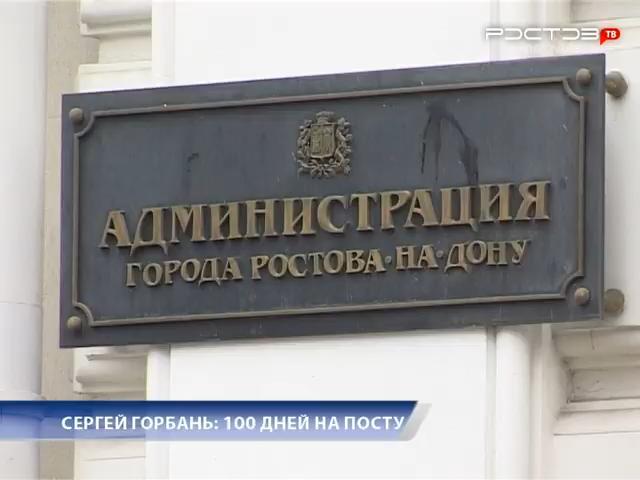 РОСТОВ ТВ
АДМИНИСТРАЦИЯ
ГОРОДА РОСТОВА·НА·ДОНУ
СЕРГЕЙ ГОРБАНЬ: 100 ДНЕЙ НА ПОСТУ